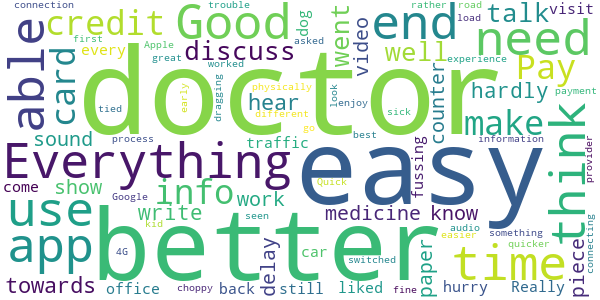 connection trouble rather road
Apple first dog asked load talk visit
credit Good went video end need
able card every great discuss well Pay experience
doctor
worked tied dragging look physically enjoy early different sick counter hardly payment
hear make
sound process traffic go best information think
Everything easy
come show Google info Quick fussing provider
use write work medicine know connecting
kid seen audio easier something
app better time piece
4G delay car switched paper quicker
towards office choppy back still liked fine hurry Really